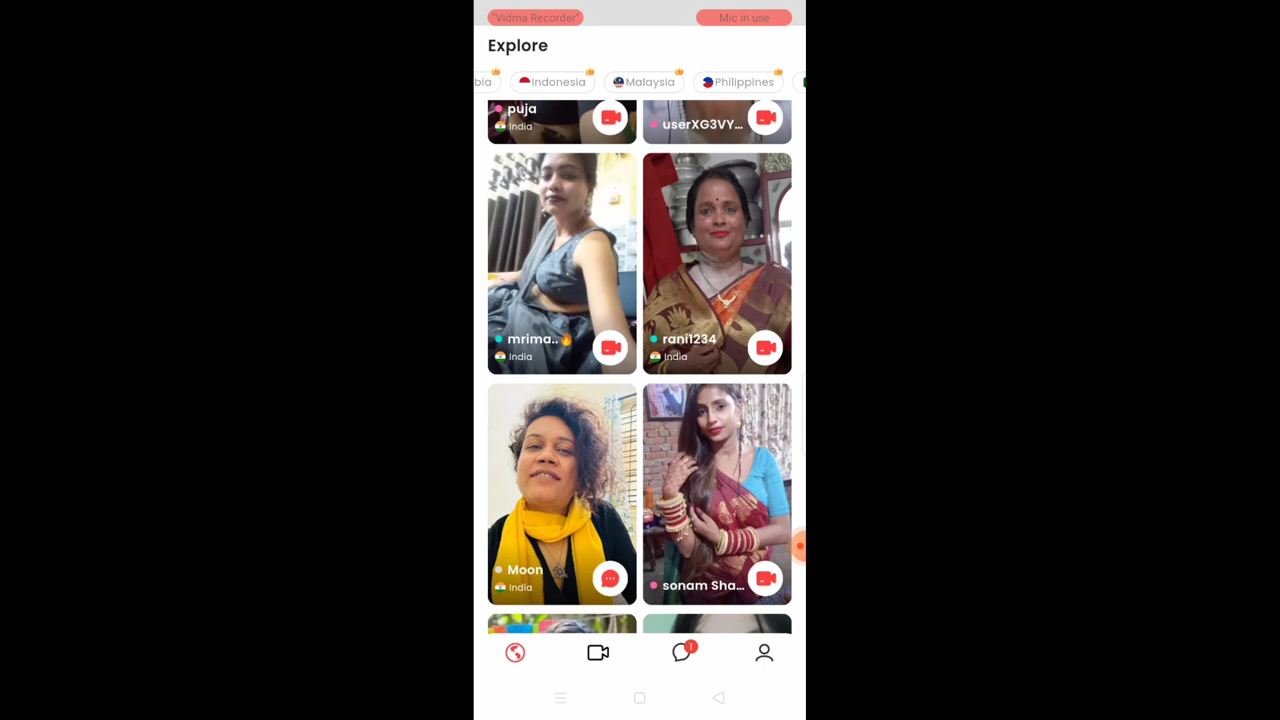 "Vidma Recorder"
Mic in use
Explore
bia
Indonesia
Malaysia
Philippines
puja
India
userXG3VY...
mrima..🔥
India
rani1234
India
Moon
India
sonam Sha...
1